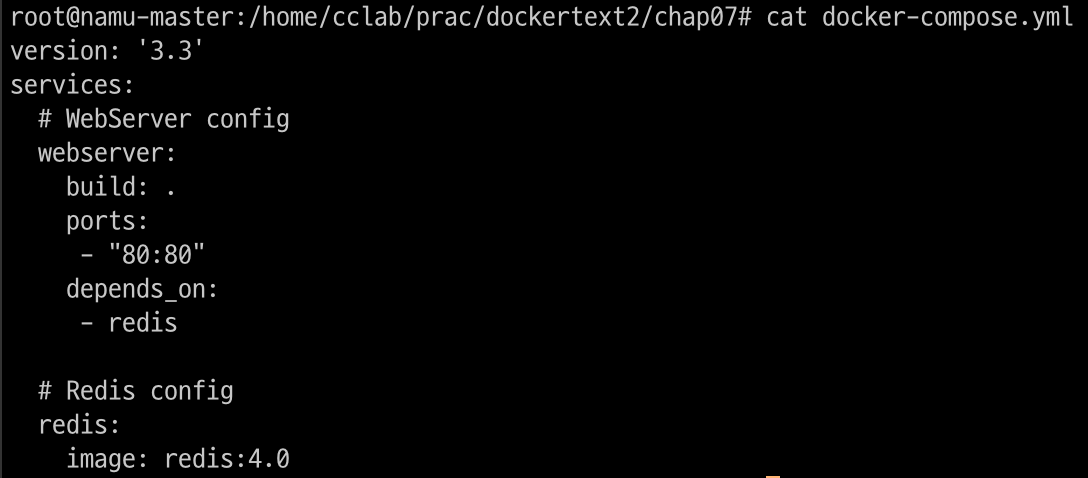 root@namu-master:/home/cclab/prac/dockertext2/chap07# cat docker-compose.yml
version: '3.3'
services:
  # WebServer config
  webserver:
    build: .
    ports:
     - "80:80"
    depends_on:
     - redis

  # Redis config
  redis:
    image: redis:4.0